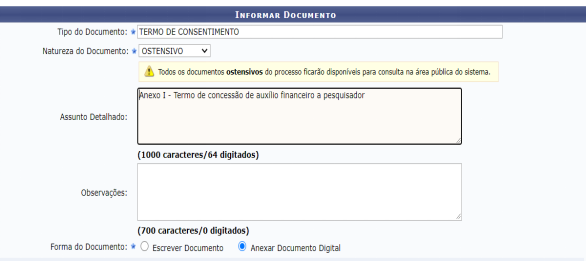 INFORMAR DOCUMENTO
Tipo do Documento: ★ TERMO DE CONSENTIMENTO
Natureza do Documento: ★ OSTENSIVO
Todos os documentos ostensivos do processo ficarão disponíveis para consulta na área pública do sistema.
Assunto Detalhado: Anexo I - Termo de concessão de auxílio financeiro a pesquisador
(1000 caracteres/64 digitados)
Observações:
(700 caracteres/0 digitados)
Forma do Documento: ★ Escrever Documento Anexar Documento Digital